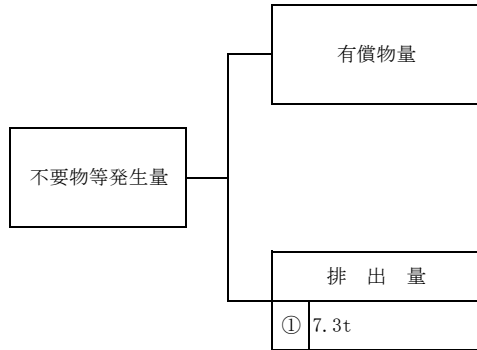 有償物量
不要物等発生量
排 出 量
① 7.3t